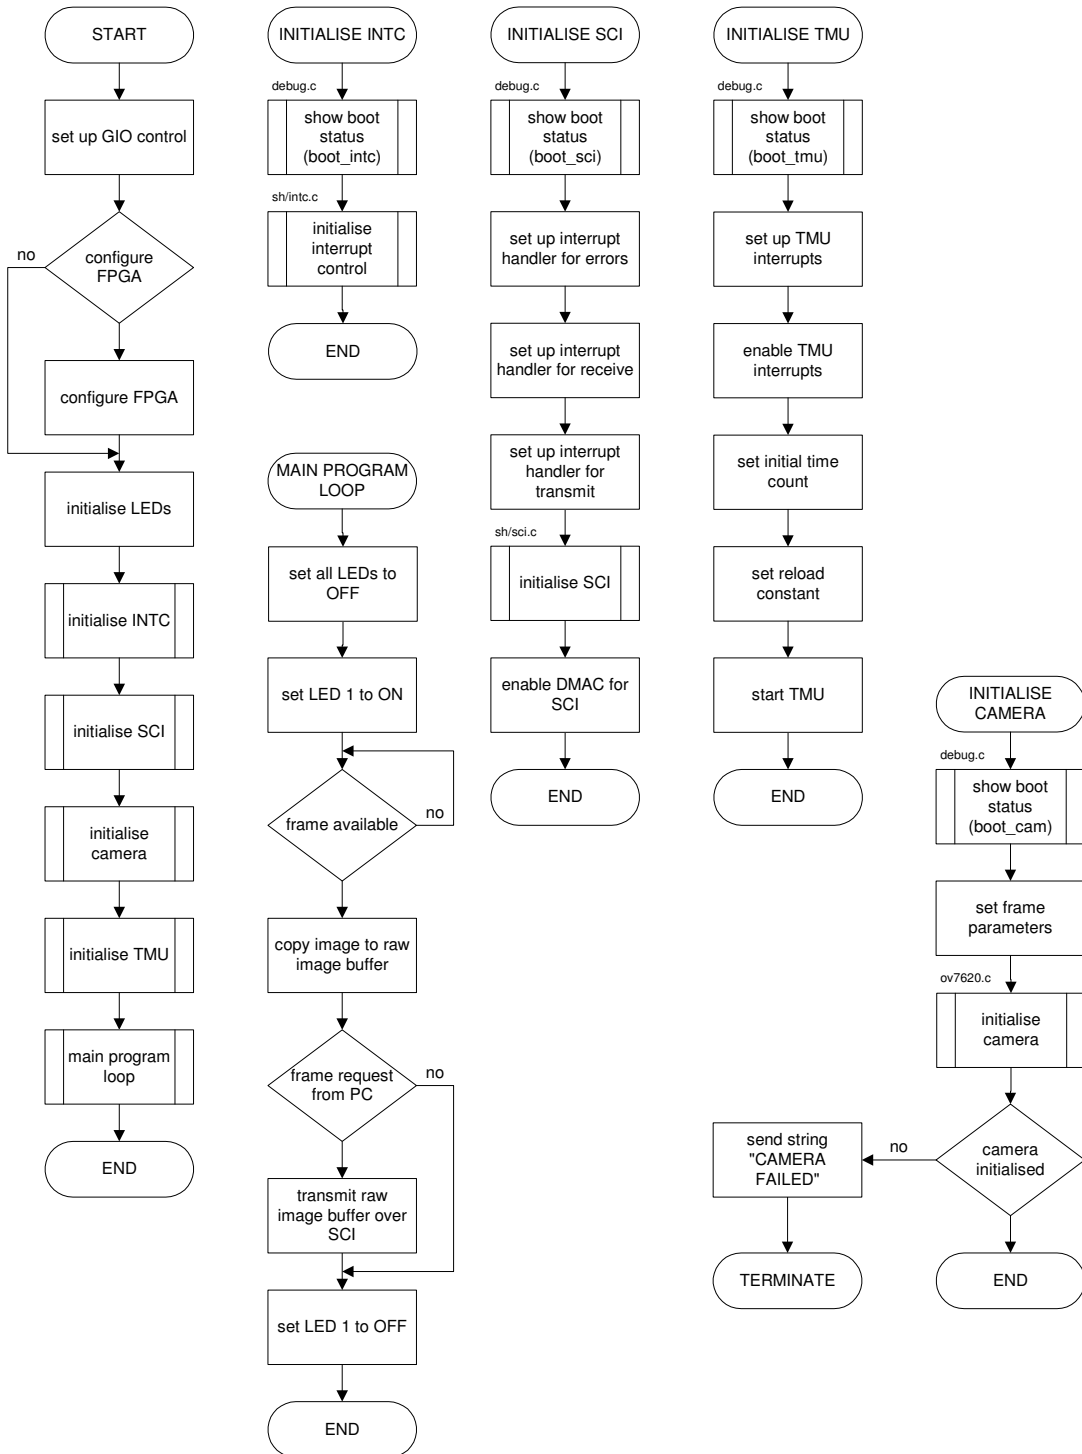 START
set up GIO control
no
configure
FPGA
configure FPGA
initialise LEDs
initialise INTC
initialise SCI
initialise
camera
initialise TMU
main program
loop
END
INITIALISE INTC
debug.c
show boot
status
(boot_intc)
sh/intc.c
initialise
interrupt
control
END
MAIN PROGRAM
LOOP
set all LEDs to
OFF
set LED 1 to ON
frame available
no
copy image to raw
image buffer
frame request
from PC
no
transmit raw
image buffer over
SCI
set LED 1 to OFF
END
INITIALISE SCI
debug.c
show boot
status
(boot_sci)
set up interrupt
handler for errors
set up interrupt
handler for receive
set up interrupt
handler for
transmit
sh/sci.c
initialise SCI
enable DMAC for
SCI
END
INITIALISE TMU
debug.c
show boot
status
(boot_tmu)
set up TMU
interrupts
enable TMU
interrupts
set initial time
count
set reload
constant
start TMU
END
INITIALISE
CAMERA
debug.c
show boot
status
(boot_cam)
set frame
parameters
ov7620.c
initialise
camera
camera
initialised
no
send string
"CAMERA
FAILED"
TERMINATE
END